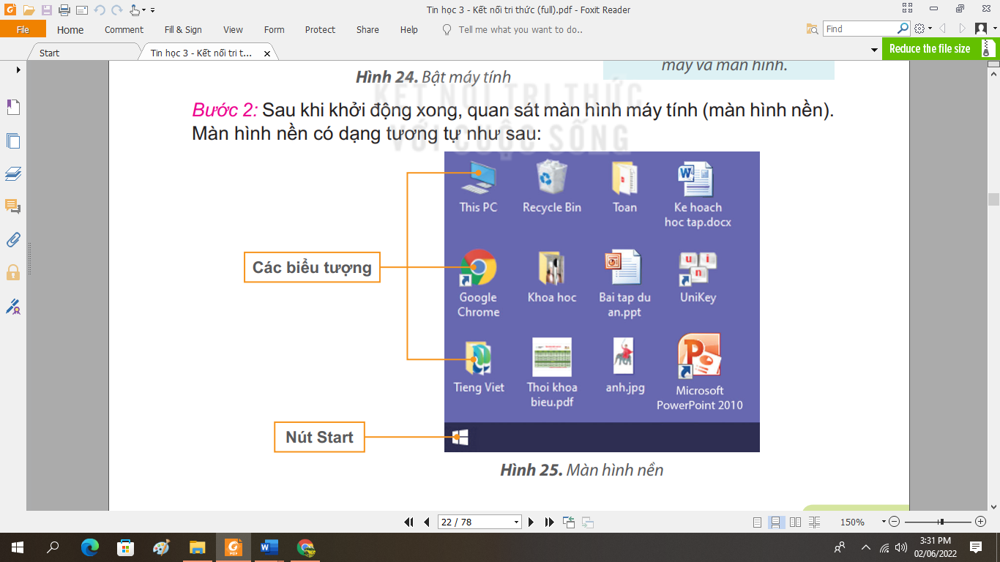 Tin học 3 - Kết nối tri thức (full).pdf - Foxit Reader
File Home Comment Fill & Sign View Form Protect Share Help Tell me what you want to do.. Find
Start Tin học 3 - Kết nối tri t... × Reduce the file size
máy và màn hình.
Hình 24. Bật máy tính
KẾT NỐI TRI THỨC
Bước 2: Sau khi khởi động xong, quan sát màn hình máy tính (màn hình nền).
Màn hình nền có dạng tương tự như sau:
VỚI CUỘC SỐNG
This PC Recycle Bin Toan Ke hoach
hoc tap.docx
Các biểu tượng
Google Khoa hoc Bai tap du UniKey
Chrome an.ppt
Tieng Viet Thoi khoa anh.jpg Microsoft
bieu.pdf PowerPoint 2010
Nút Start
Hình 25. Màn hình nền
22 / 78 150%
3:31 PM
02/06/2022